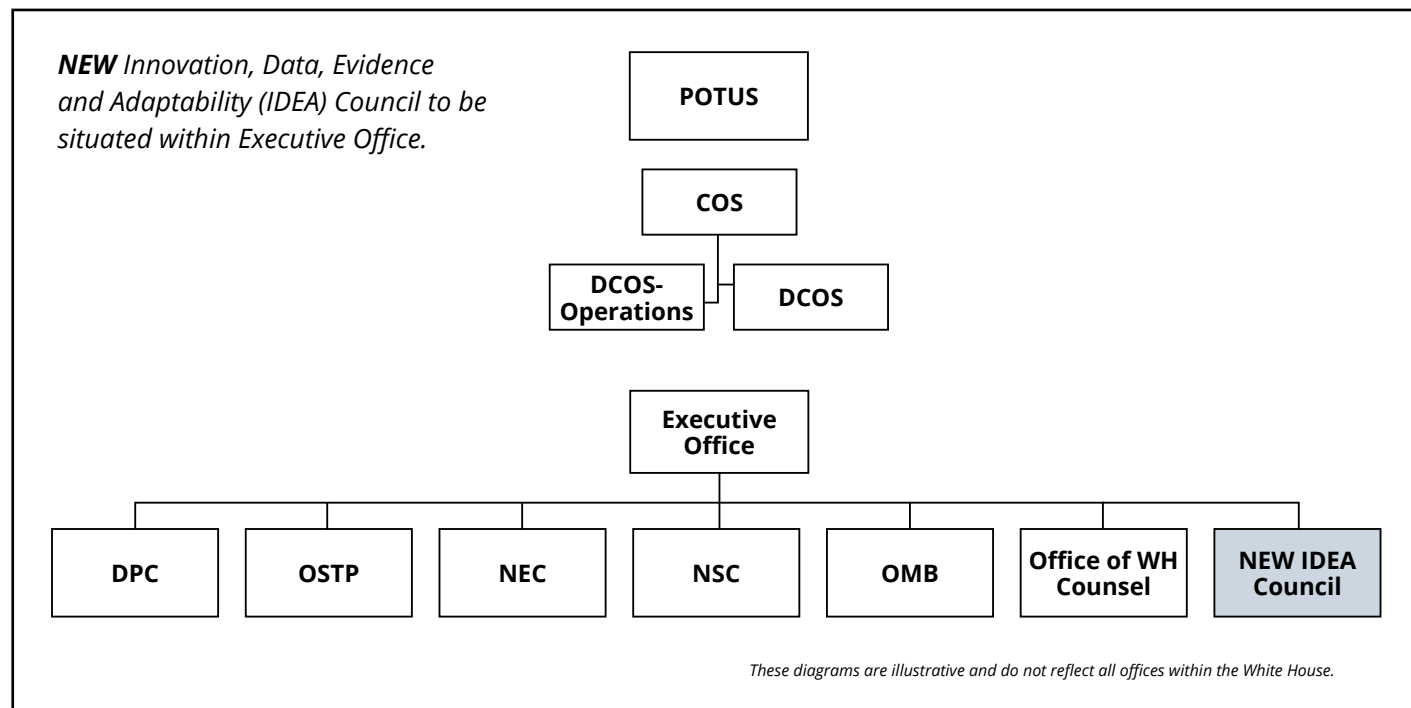 NEW Innovation, Data, Evidence
and Adaptability (IDEA) Council to be
situated within Executive Office.
POTUS
COS
DCOS-
Operations
DCOS
Executive
Office
DPC
OSTP
NEC
NSC
OMB
Office of WH
Counsel
NEW IDEA
Council
These diagrams are illustrative and do not reflect all offices within the White House.